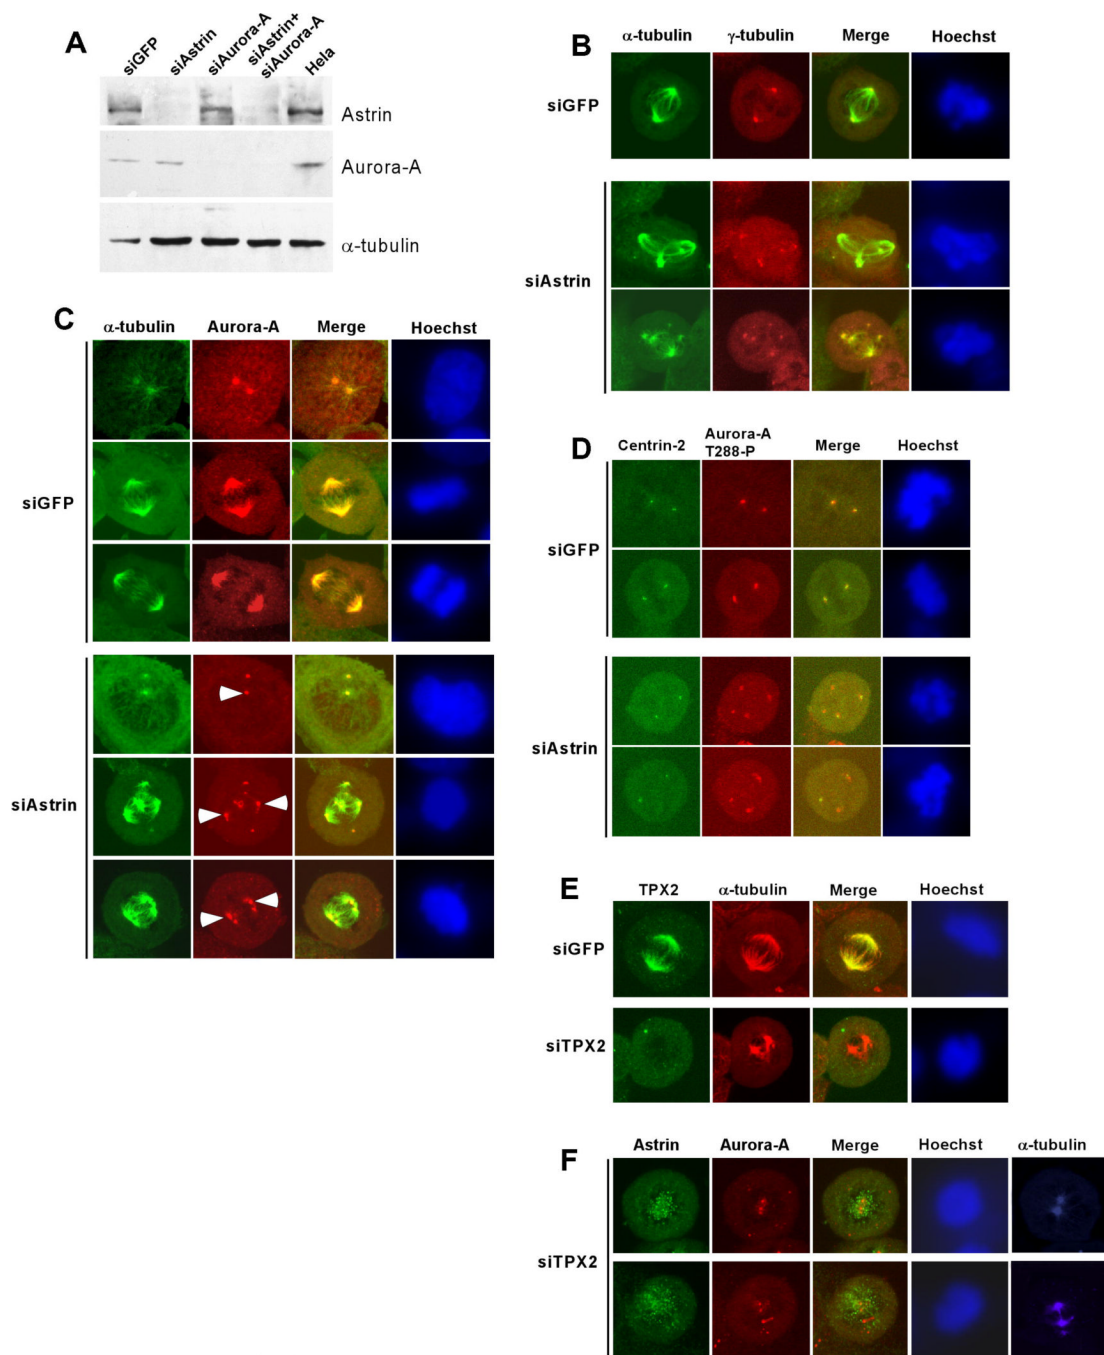 A
siGFP
siAstrin
siAurora-A
siAstrin+
siAurora-A
Hela
Astrin
Aurora-A
α-tubulin
B
α-tubulin γ-tubulin Merge Hoechst
siGFP
siAstrin
C
α-tubulin Aurora-A Merge Hoechst
siGFP
siAstrin
D
Centrin-2 Aurora-A
T288-P Merge Hoechst
siGFP
siAstrin
E
TPX2 α-tubulin Merge Hoechst
siGFP
siTPX2
F
Astrin Aurora-A Merge Hoechst α-tubulin
siTPX2